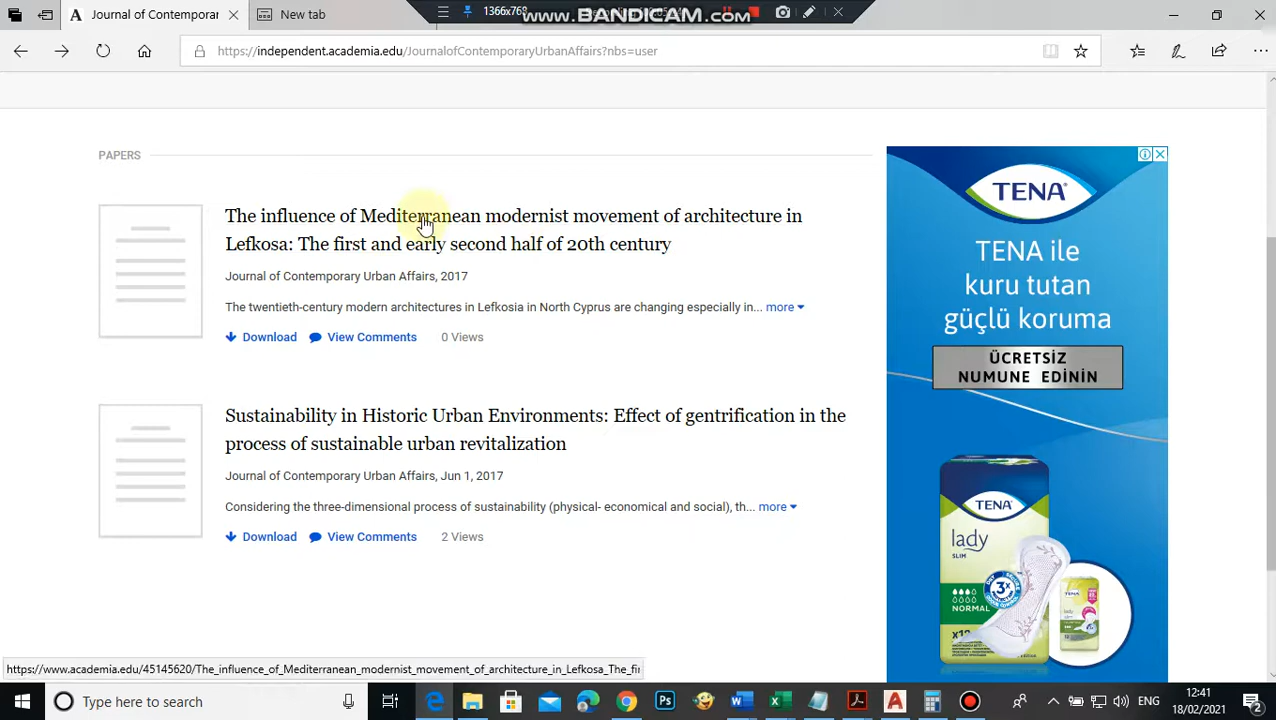 Journal of Contemporar
New tab
1366x768
www.BANDICAM.com
https://independent.academia.edu/JournalofContemporaryUrbanAffairs?nbs=user
PAPERS
The influence of Mediterranean modernist movement of architecture in
Lefkosa: The first and early second half of 20th century
Journal of Contemporary Urban Affairs, 2017
The twentieth-century modern architectures in Lefkosia in North Cyprus are changing especially in... more
Download View Comments 0 Views
Sustainability in Historic Urban Environments: Effect of gentrification in the
process of sustainable urban revitalization
Journal of Contemporary Urban Affairs, Jun 1, 2017
Considering the three-dimensional process of sustainability (physical- economical and social), th... more
Download View Comments 2 Views
TENA
TENA ile
kuru tutan
güçlü koruma
ÜCRETSİZ
NUMUNE EDİNİN
TENA
lady
SLIM
NORMAL
https://www.academia.edu/45145620/The_influence_of_Mediterranean_modernist_movement_of_architecture_in_Lefkosa_The_fir
Type here to search
ENG
12:41
18/02/2021
2